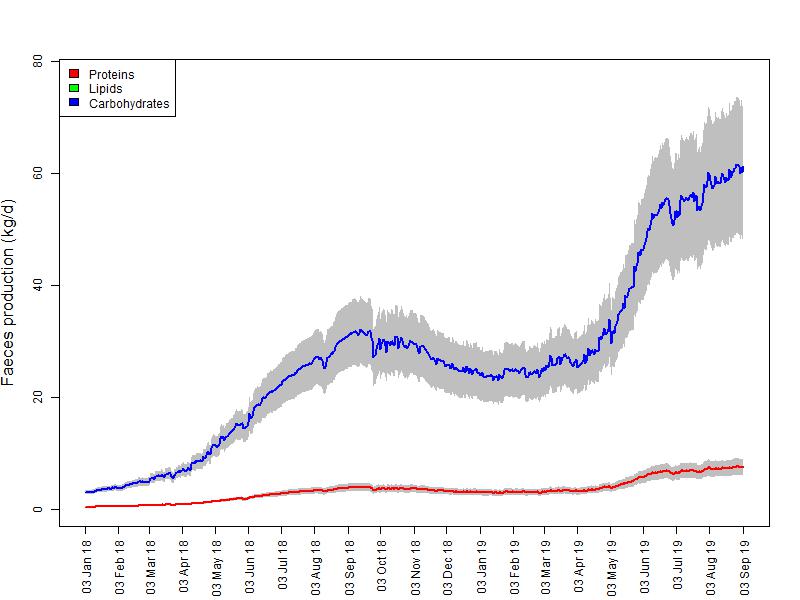 Proteins
Lipids
Carbohydrates
Faeces production (kg/d)
80
60
40
20
0
03 Jan 18
03 Feb 18
03 Mar 18
03 Apr 18
03 May 18
03 Jun 18
03 Jul 18
03 Aug 18
03 Sep 18
03 Oct 18
03 Nov 18
03 Dec 18
03 Jan 19
03 Feb 19
03 Mar 19
03 Apr 19
03 May 19
03 Jun 19
03 Jul 19
03 Aug 19
03 Sep 19